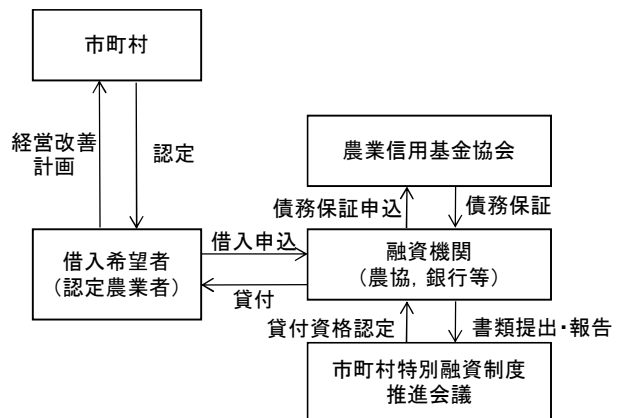 市町村
経営改善
計画
認定
農業信用基金協会
債務保証申込
債務保証
借入希望者
(認定農業者)
借入申込
貸付
融資機関
(農協, 銀行等)
貸付資格認定
書類提出・報告
市町村特別融資制度
推進会議